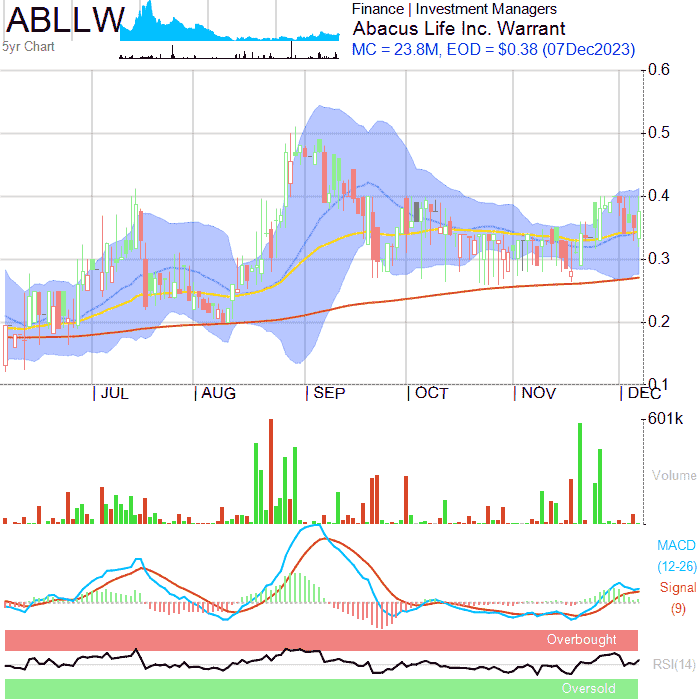 ABLLW
5yr Chart
Finance | Investment Managers
Abacus Life Inc. Warrant
MC = 23.8M, EOD = $0.38 (07Dec2023)
0.6
0.5
0.4
0.3
0.2
0.1
JUL AUG SEP OCT NOV DEC
601k
Volume
MACD
(12-26)
Signal
(9)
Overbought
RSI(14)
Oversold